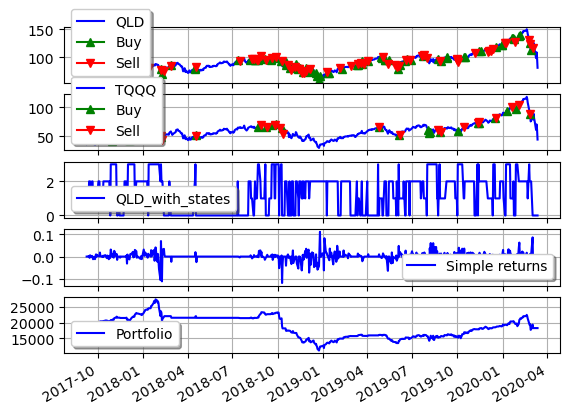 QLD
Buy
Sell
150
100
TQQQ
Buy
Sell
100
50
2
0
QLD_with_states
0.1
0.0
−0.1
Simple returns
25000
20000
15000
Portfolio
2017-10
2018-01
2018-04
2018-07
2018-10
2019-01
2019-04
2019-07
2019-10
2020-01
2020-04